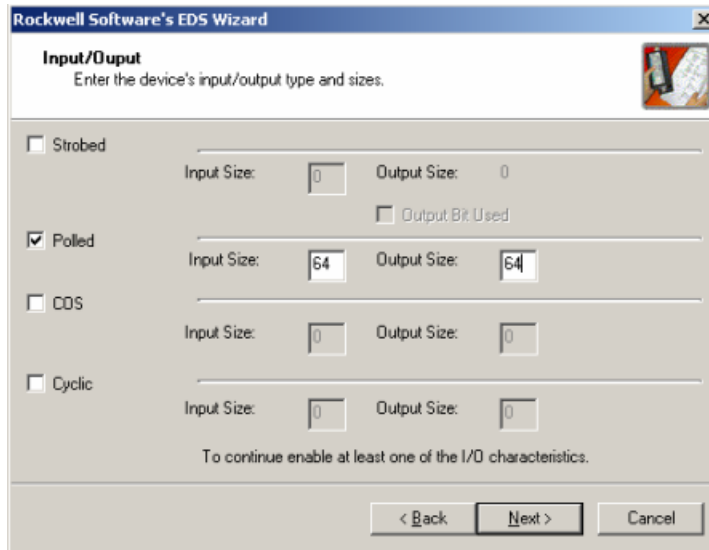 Rockwell Software's EDS Wizard
Input/Ouput
Enter the device's input/output type and sizes.
Strobed
Input Size: 0 Output Size: 0
Output Bit Used
Polled
Input Size: 64 Output Size: 64
COS
Input Size: 0 Output Size: 0
Cyclic
Input Size: 0 Output Size: 0
To continue enable at least one of the I/O characteristics.
< Back Next > Cancel